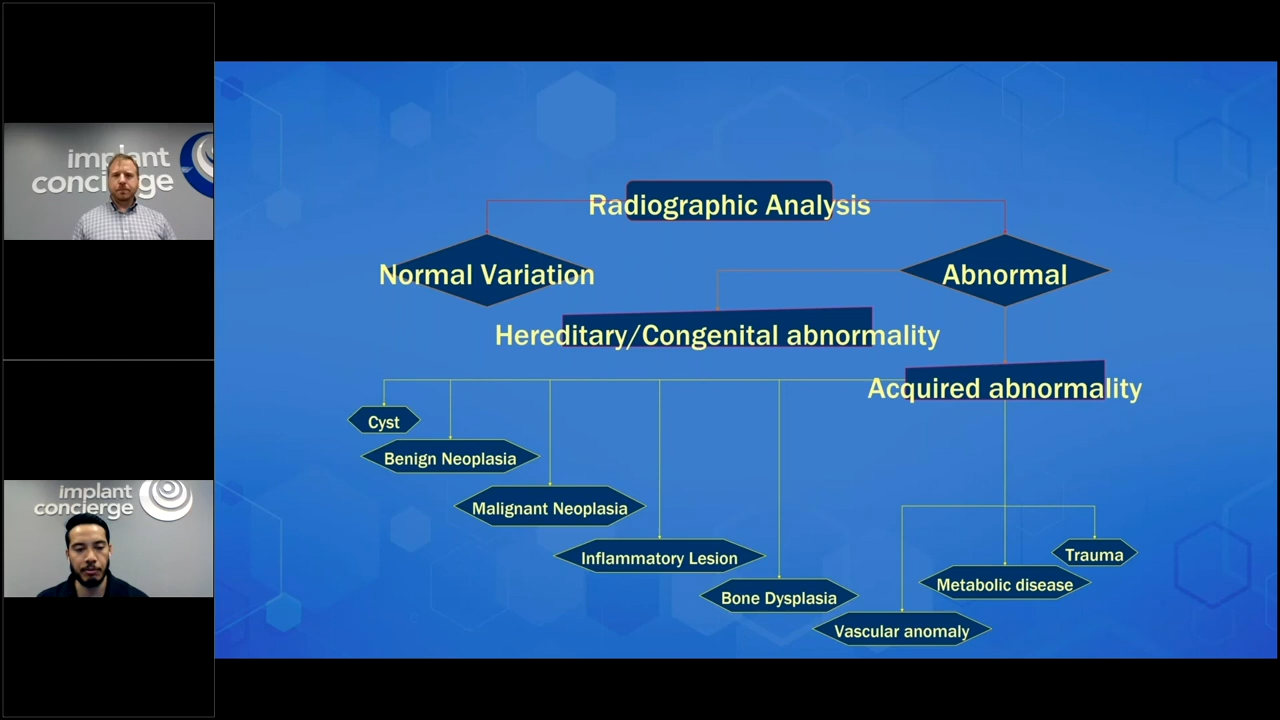 implant
concierge
implant
concierge
Radiographic Analysis
Normal Variation
Abnormal
Hereditary/Congenital abnormality
Acquired abnormality
Cyst
Benign Neoplasia
Malignant Neoplasia
Inflammatory Lesion
Bone Dysplasia
Vascular anomaly
Metabolic disease
Trauma